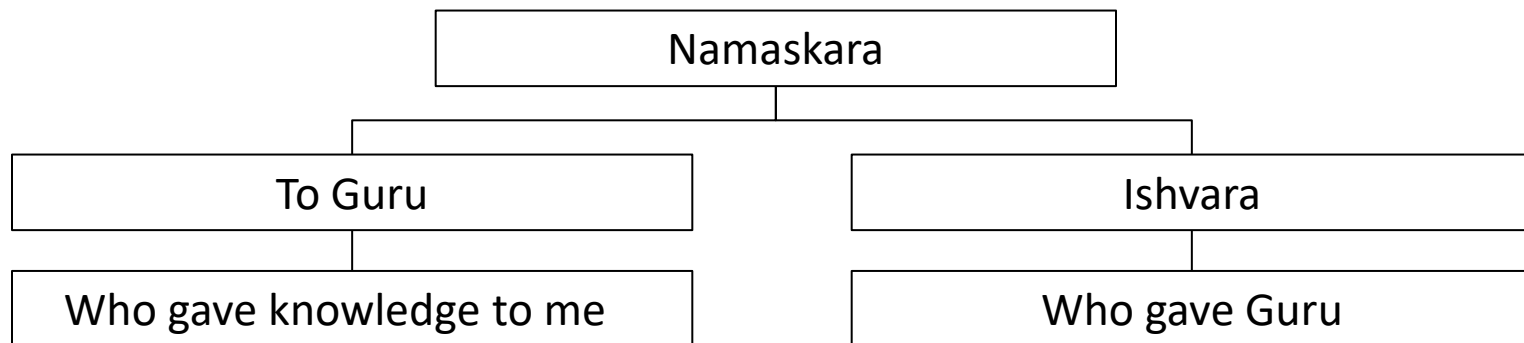 Namaskara
To Guru
Ishvara
Who gave knowledge to me
Who gave Guru